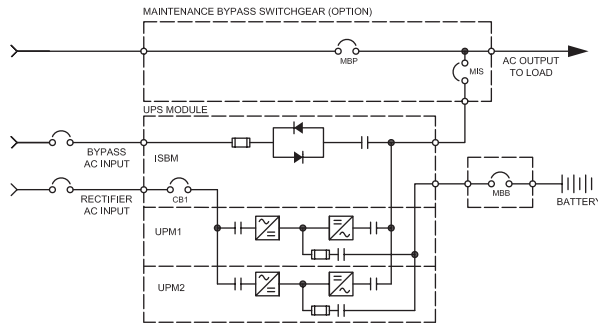 MAINTENANCE BYPASS SWITCHGEAR (OPTION)
MBP
AC OUTPUT
TO LOAD
MIS
UPS MODULE
BYPASS
AC INPUT
ISBM
RECTIFIER
AC INPUT
CB1
MBB
BATTERY
UPM1
UPM2